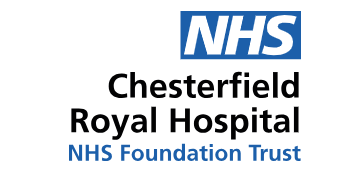 NHS
Chesterfield
Royal Hospital
NHS Foundation Trust